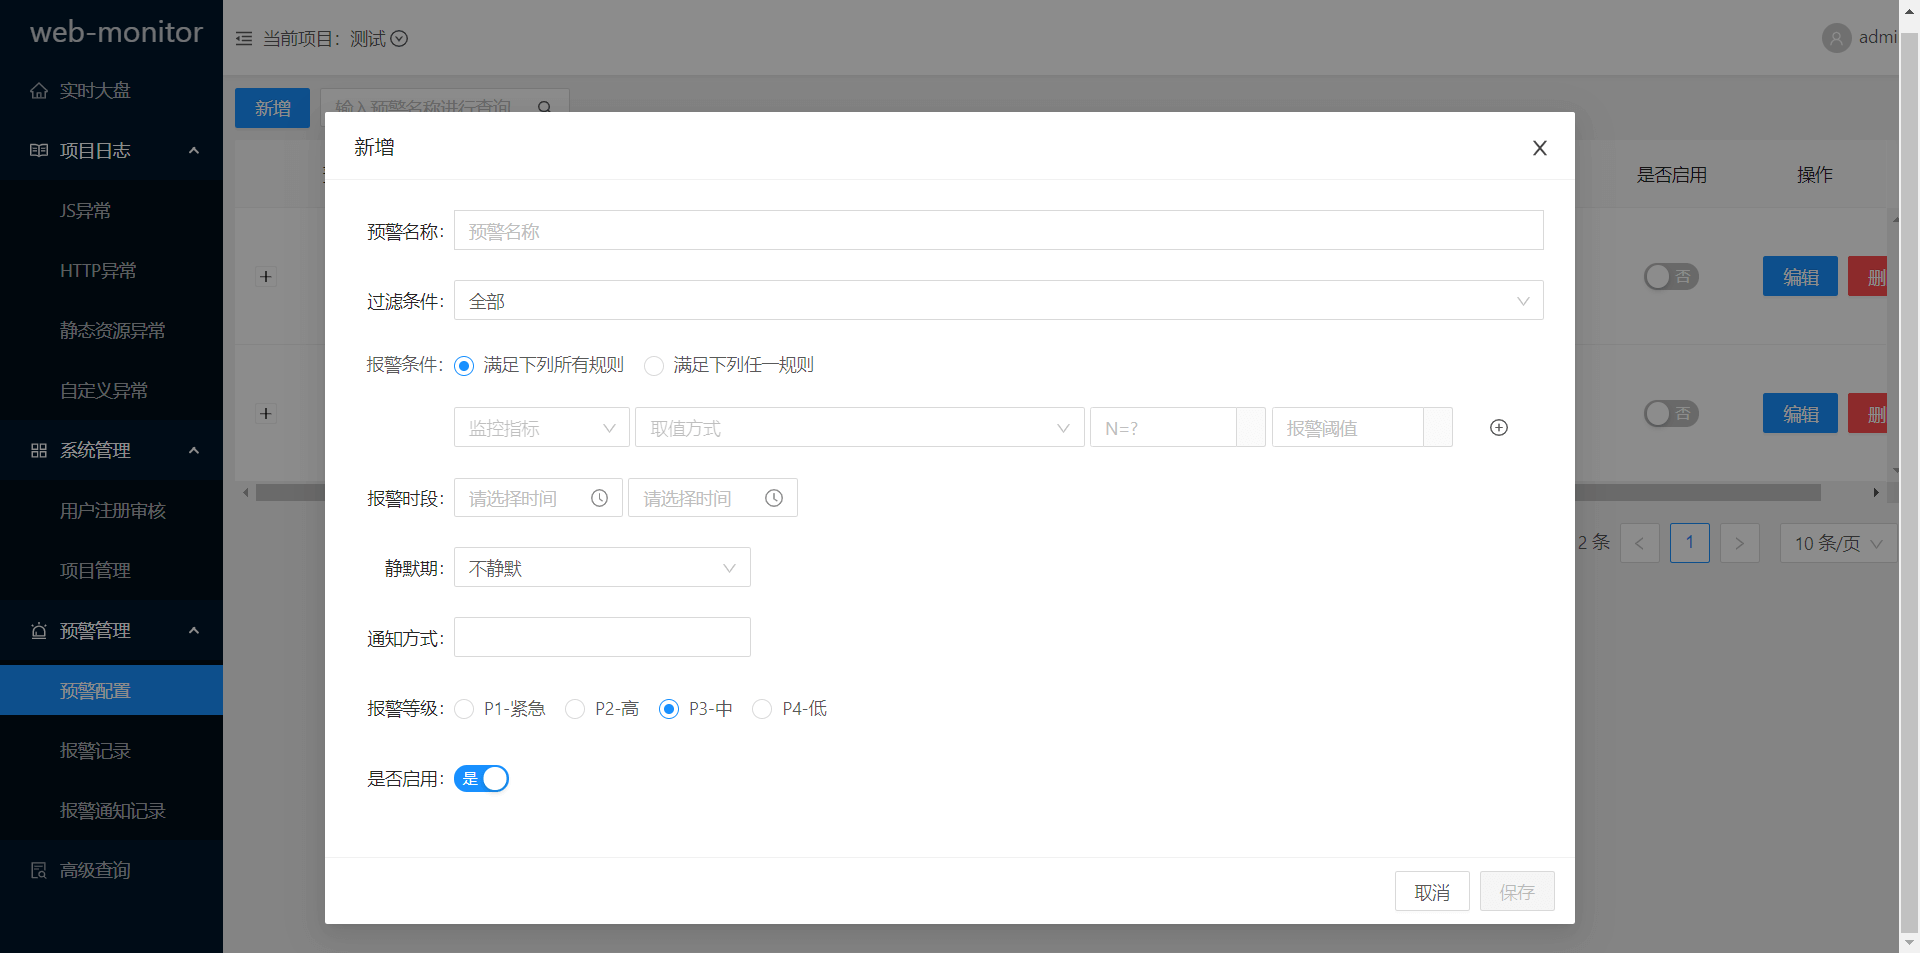 web-monitor
实时大盘
项目日志
JS异常
HTTP异常
静态资源异常
自定义异常
系统管理
用户注册审核
项目管理
预警管理
预警配置
报警记录
报警通知记录
高级查询
当前项目：测试
admi
新增
输入预警名称进行查询
是否启用 操作
否 编辑 删
否 编辑 删
2 条 1 10 条/页
新增
预警名称: 预警名称
过滤条件: 全部
报警条件: 满足下列所有规则 满足下列任一规则
监控指标 取值方式 N=? 报警阈值
报警时段: 请选择时间 请选择时间
静默期: 不静默
通知方式:
报警等级: P1-紧急 P2-高 P3-中 P4-低
是否启用: 是
取消 保存